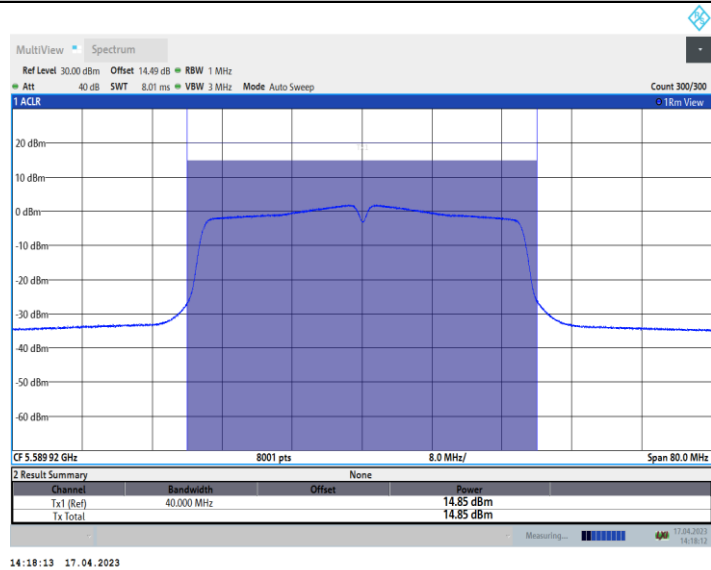 MultiView Spectrum
Ref Level 30.00 dBm Offset 14.49 dB RBW 1 MHz
Att 40 dB SWT 8.01 ms VBW 3 MHz Mode Auto Sweep Count 300/300
1 ACLR 1Rm View
20 dBm
10 dBm
0 dBm
-10 dBm
-20 dBm
-30 dBm
-40 dBm
-50 dBm
-60 dBm
CF 5.589 92 GHz 8001 pts 8.0 MHz/ Span 80.0 MHz
2 Result Summary None
Channel Bandwidth Offset Power
Tx1 (Ref) 40.000 MHz 14.85 dBm
Tx Total 14.85 dBm
Measuring... 17.04.2023
14:18:12
14:18:13 17.04.2023